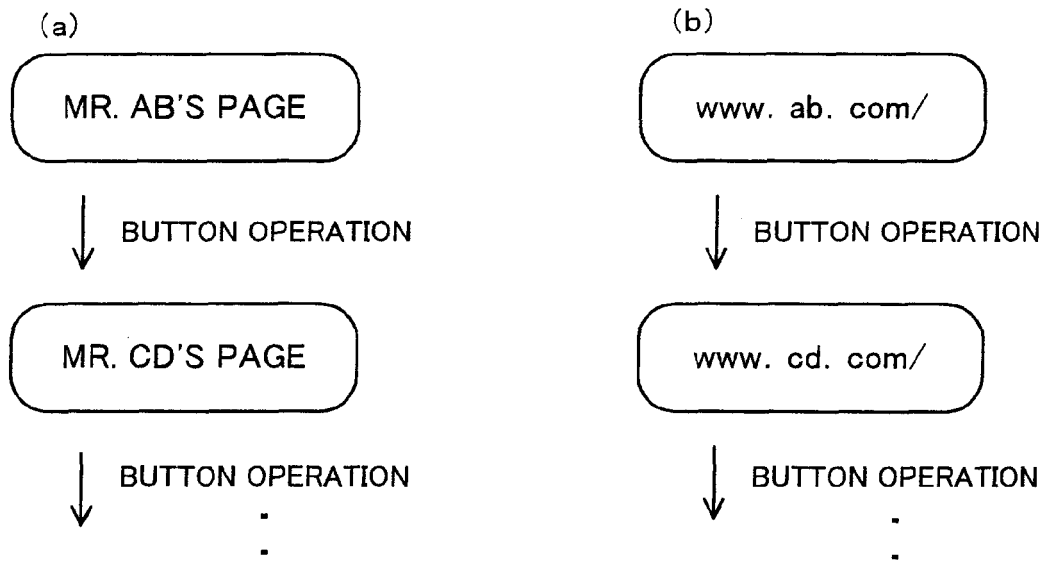 (a)
MR. AB'S PAGE
BUTTON OPERATION
MR. CD'S PAGE
BUTTON OPERATION
(b)
www. ab. com/
BUTTON OPERATION
www. cd. com/
BUTTON OPERATION